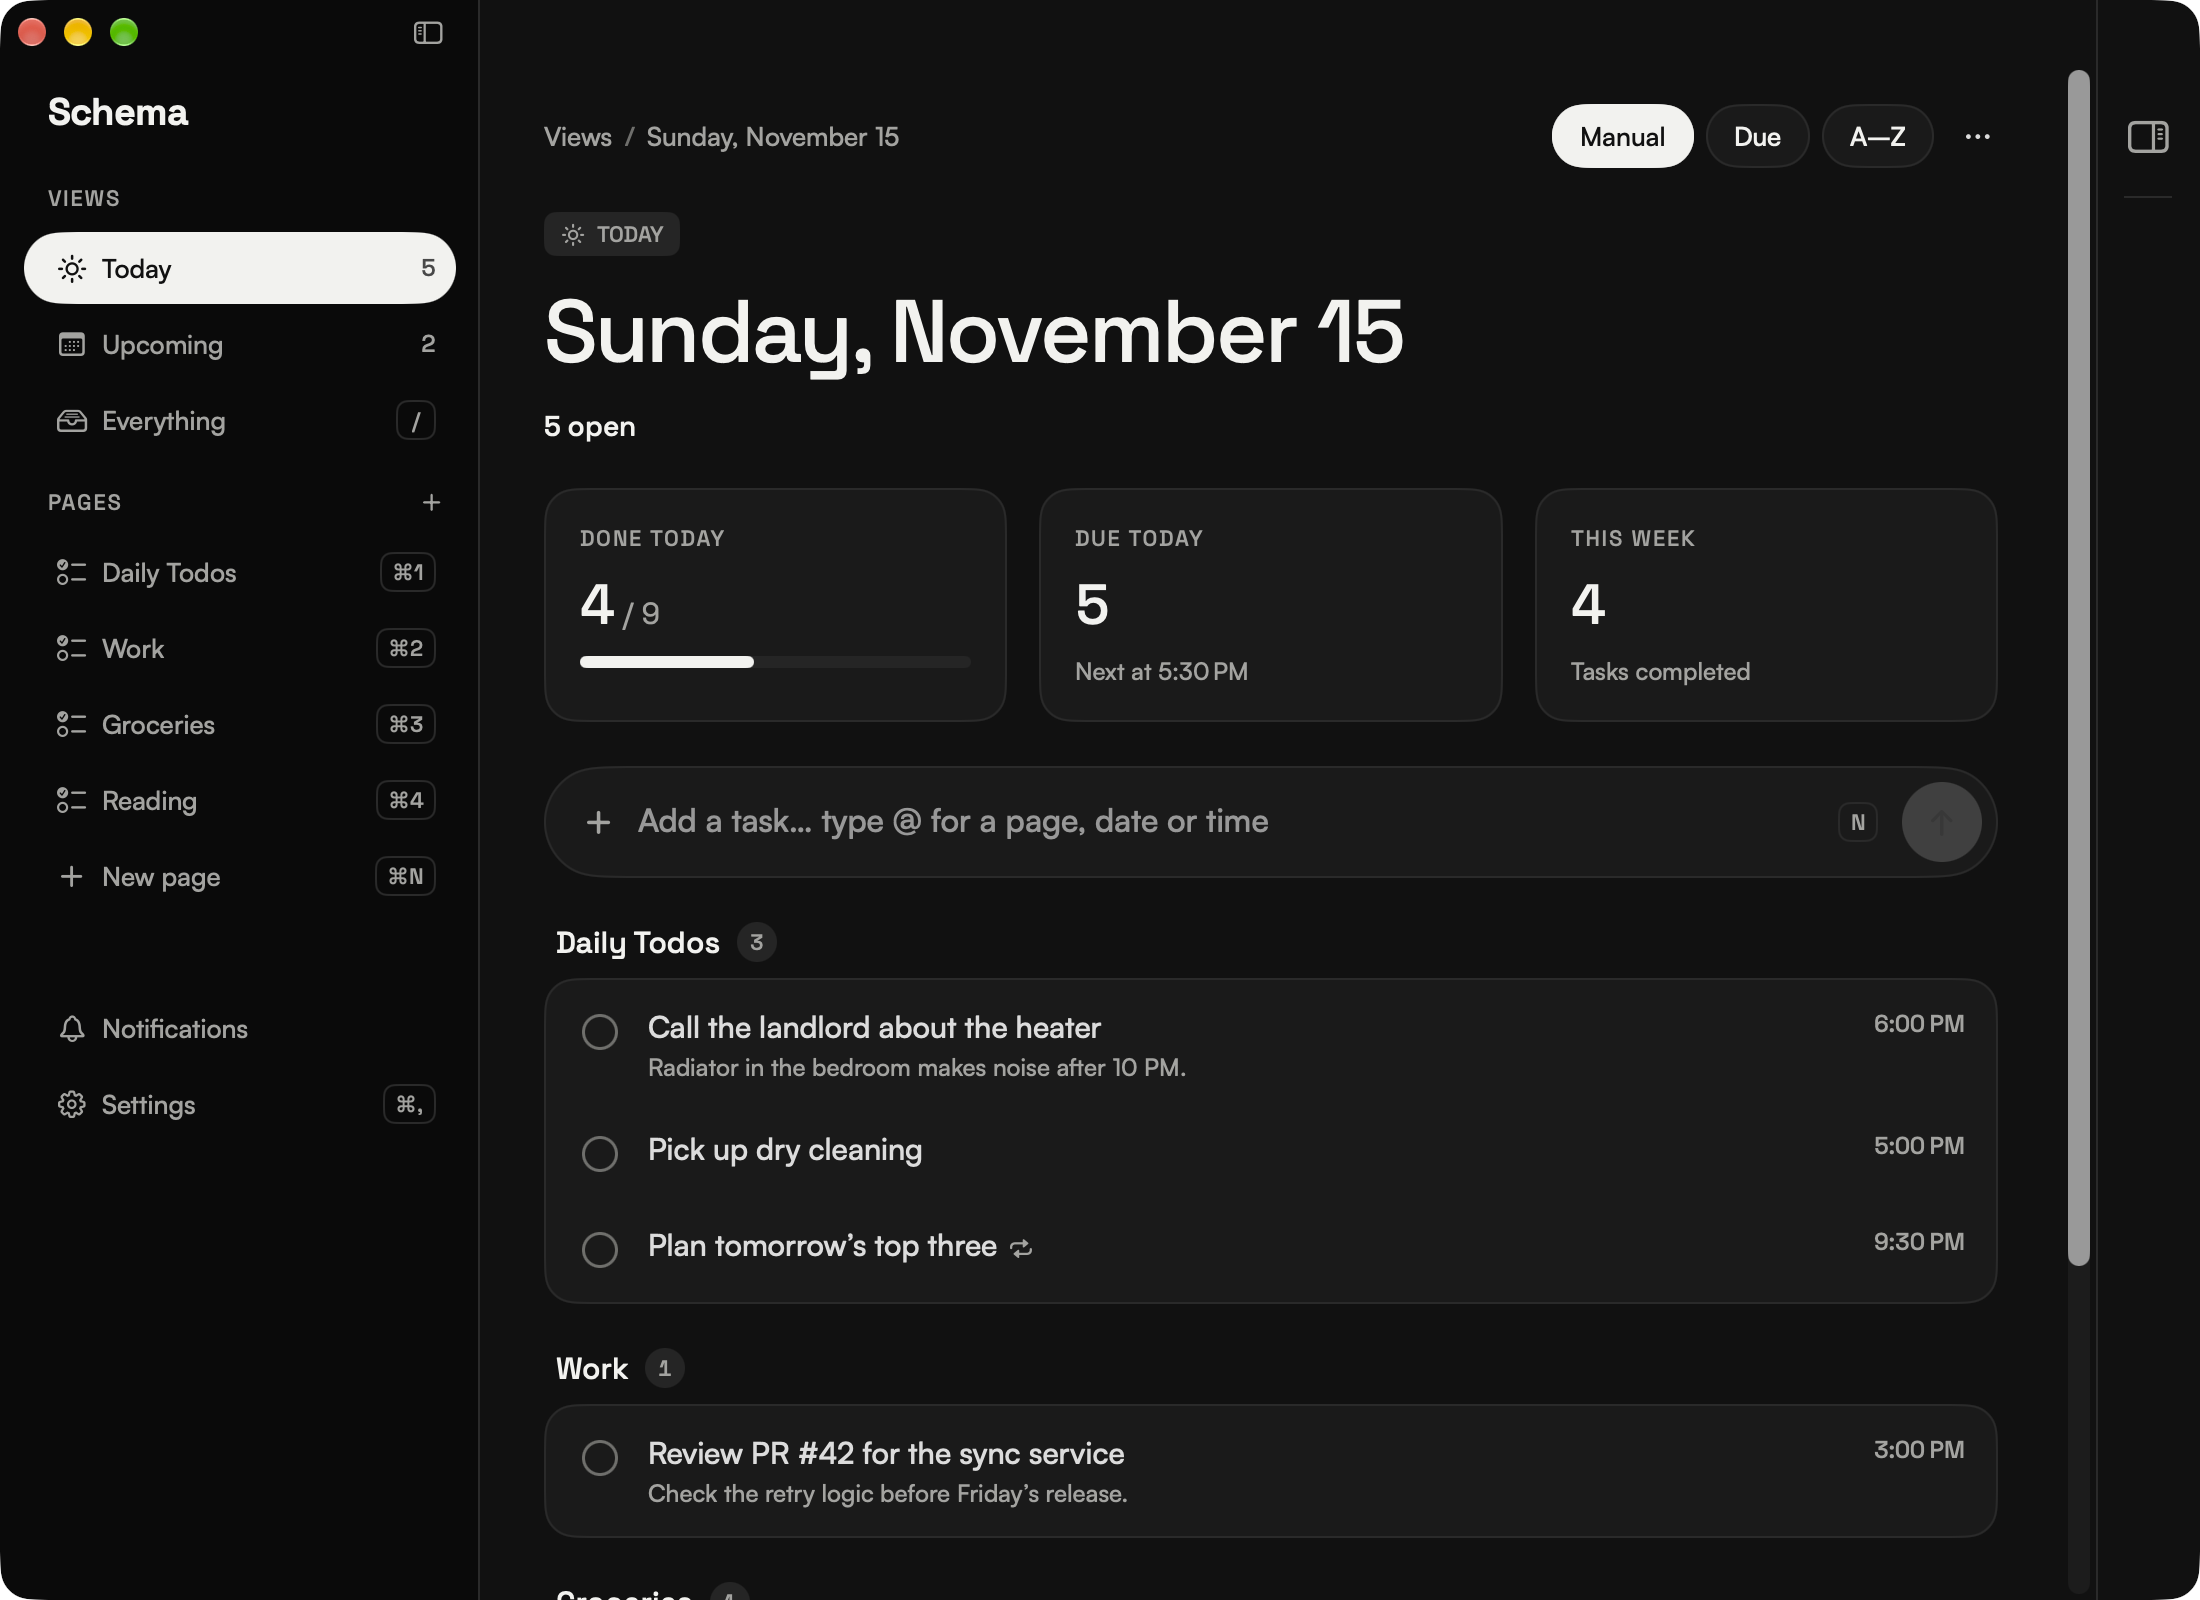 Schema
VIEWS
Today 5
Upcoming 2
Everything /
PAGES
Daily Todos ⌘1
Work ⌘2
Groceries ⌘3
Reading ⌘4
New page ⌘N
Notifications
Settings ⌘,
Views / Sunday, November 15
Manual Due A—Z
TODAY
Sunday, November 15
5 open
DONE TODAY
4 / 9
DUE TODAY
5
Next at 5:30 PM
THIS WEEK
4
Tasks completed
Add a task... type @ for a page, date or time N
Daily Todos 3
Call the landlord about the heater 6:00 PM
Radiator in the bedroom makes noise after 10 PM.
Pick up dry cleaning 5:00 PM
Plan tomorrow’s top three 9:30 PM
Work 1
Review PR #42 for the sync service 3:00 PM
Check the retry logic before Friday’s release.
Groceries